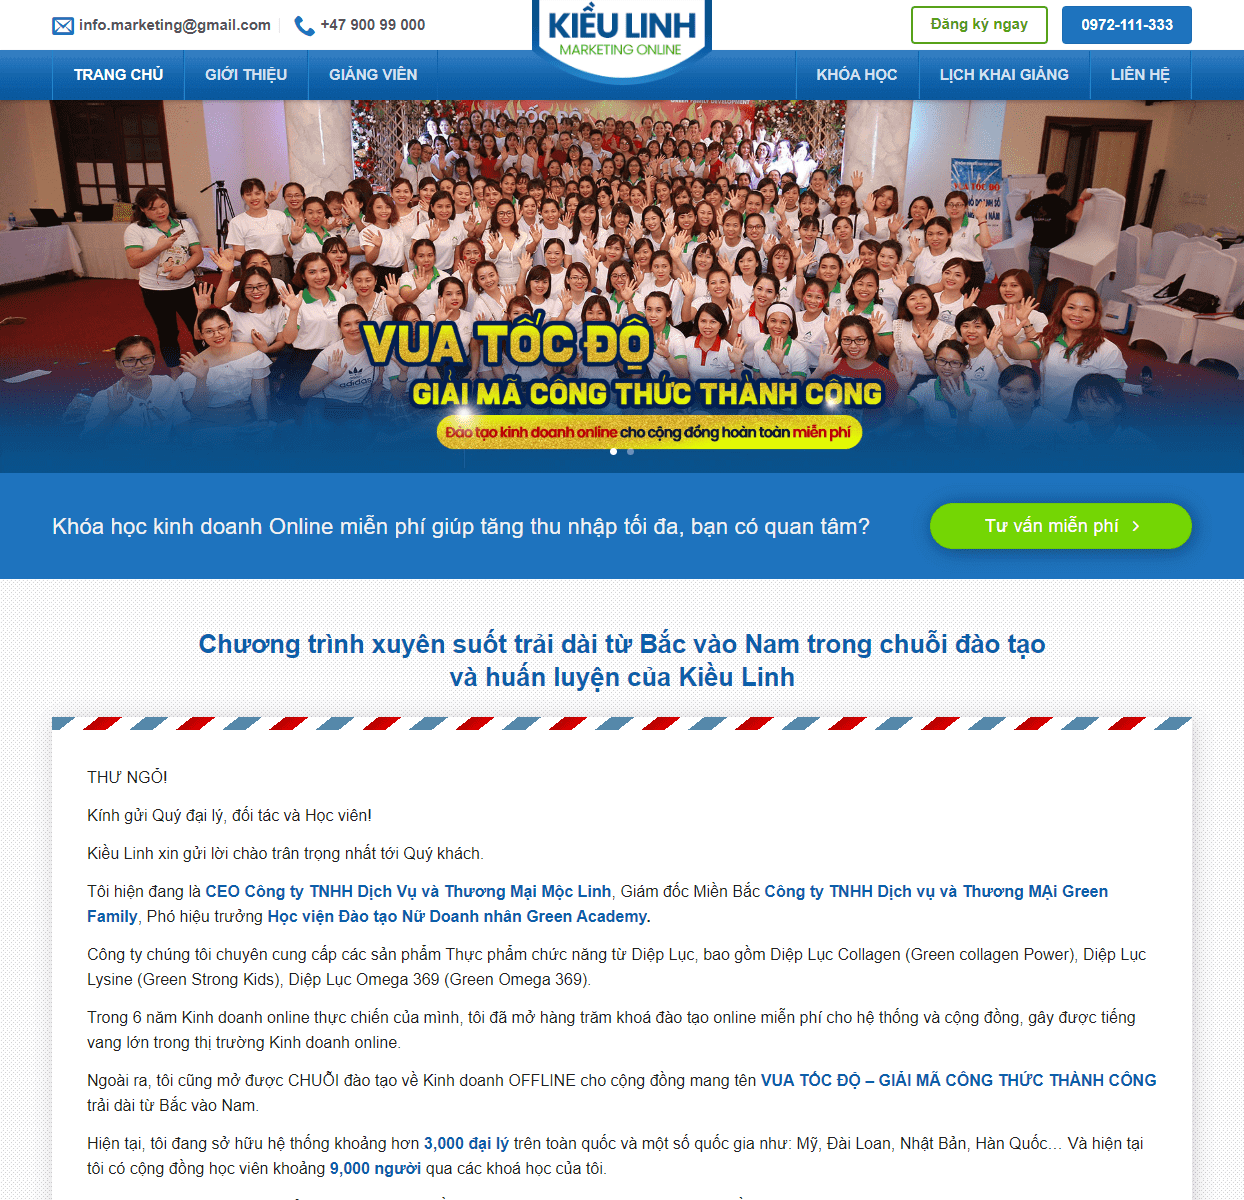 info.marketing@gmail.com
+47 900 99 000
KIỀU LINH
MARKETING ONLINE
Đăng ký ngay
0972-111-333
TRANG CHỦ
GIỚI THIỆU
GIẢNG VIÊN
KHÓA HỌC
LỊCH KHAI GIẢNG
LIÊN HỆ
GREEN FAMILY DEVELOPMENT
VUA TỐC ĐỘ
VUA TỐC ĐỘ
GIẢI MÃ CÔNG THỨC THÀNH CÔNG
Đào tạo kinh doanh online cho cộng đồng hoàn toàn miễn phí
Khóa học kinh doanh Online miễn phí giúp tăng thu nhập tối đa, bạn có quan tâm?
Tư vấn miễn phí
Chương trình xuyên suốt trải dài từ Bắc vào Nam trong chuỗi đào tạo
và huấn luyện của Kiều Linh
THƯ NGỎ!
Kính gửi Quý đại lý, đối tác và Học viên!
Kiều Linh xin gửi lời chào trân trọng nhất tới Quý khách.
Tôi hiện đang là CEO Công ty TNHH Dịch Vụ và Thương Mại Mộc Linh, Giám đốc Miền Bắc Công ty TNHH Dịch vụ và Thương MẠi Green
Family, Phó hiệu trưởng Học viện Đào tạo Nữ Doanh nhân Green Academy.
Công ty chúng tôi chuyên cung cấp các sản phẩm Thực phẩm chức năng từ Diệp Lục, bao gồm Diệp Lục Collagen (Green collagen Power), Diệp Lục
Lysine (Green Strong Kids), Diệp Lục Omega 369 (Green Omega 369).
Trong 6 năm Kinh doanh online thực chiến của mình, tôi đã mở hàng trăm khoá đào tạo online miễn phí cho hệ thống và cộng đồng, gây được tiếng
vang lớn trong thị trường Kinh doanh online.
Ngoài ra, tôi cũng mở được CHUỖI đào tạo về Kinh doanh OFFLINE cho cộng đồng mang tên VUA TỐC ĐỘ – GIẢI MÃ CÔNG THỨC THÀNH CÔNG
trải dài từ Bắc vào Nam.
Hiện tại, tôi đang sở hữu hệ thống khoảng hơn 3,000 đại lý trên toàn quốc và một số quốc gia như: Mỹ, Đài Loan, Nhật Bản, Hàn Quốc… Và hiện tại
tôi có cộng đồng học viên khoảng 9,000 người qua các khoá học của tôi.